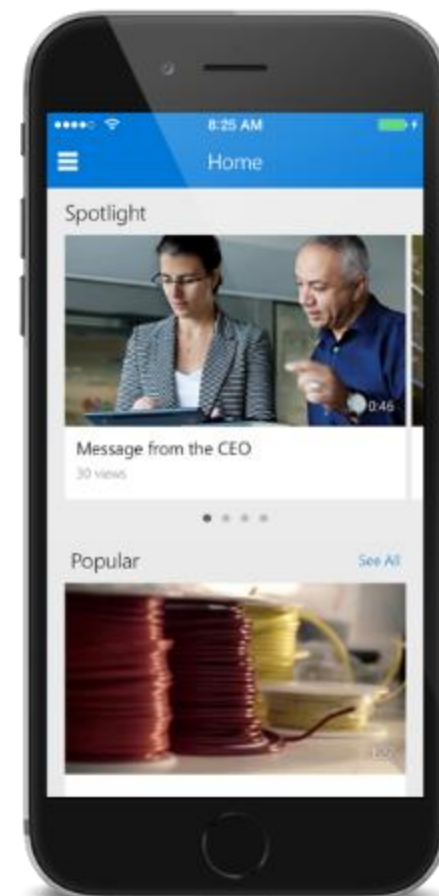 8:25 AM
Home
Spotlight
0:46
Message from the CEO
30 views
Popular
See All